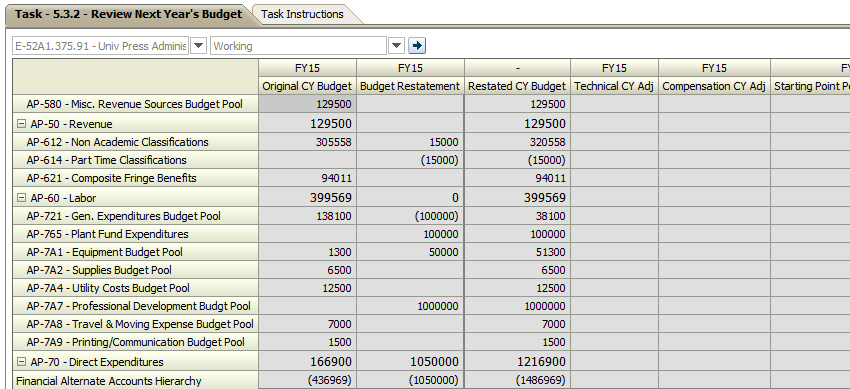 Task - 5.3.2 - Review Next Year's Budget Task Instructions
E-52A1.375.91 - Univ Press Adminis Working
FY15 FY15 - FY15 FY15 FY
Original CY Budget Budget Restatement Restated CY Budget Technical CY Adj Compensation CY Adj Starting Point Po
AP-580 - Misc. Revenue Sources Budget Pool 129500 129500
AP-50 - Revenue 129500 129500
AP-612 - Non Academic Classifications 305558 15000 320558
AP-614 - Part Time Classifications (15000) (15000)
AP-621 - Composite Fringe Benefits 94011 94011
AP-60 - Labor 399569 0 399569
AP-721 - Gen. Expenditures Budget Pool 138100 (100000) 38100
AP-765 - Plant Fund Expenditures 100000 100000
AP-7A1 - Equipment Budget Pool 1300 50000 51300
AP-7A2 - Supplies Budget Pool 6500 6500
AP-7A4 - Utility Costs Budget Pool 12500 12500
AP-7A7 - Professional Development Budgt Pool 1000000 1000000
AP-7A8 - Travel & Moving Expense Budget Pool 7000 7000
AP-7A9 - Printing/Communication Budget Pool 1500 1500
AP-70 - Direct Expenditures 166900 1050000 1216900
Financial Alternate Accounts Hierarchy (436969) (1050000) (1486969)